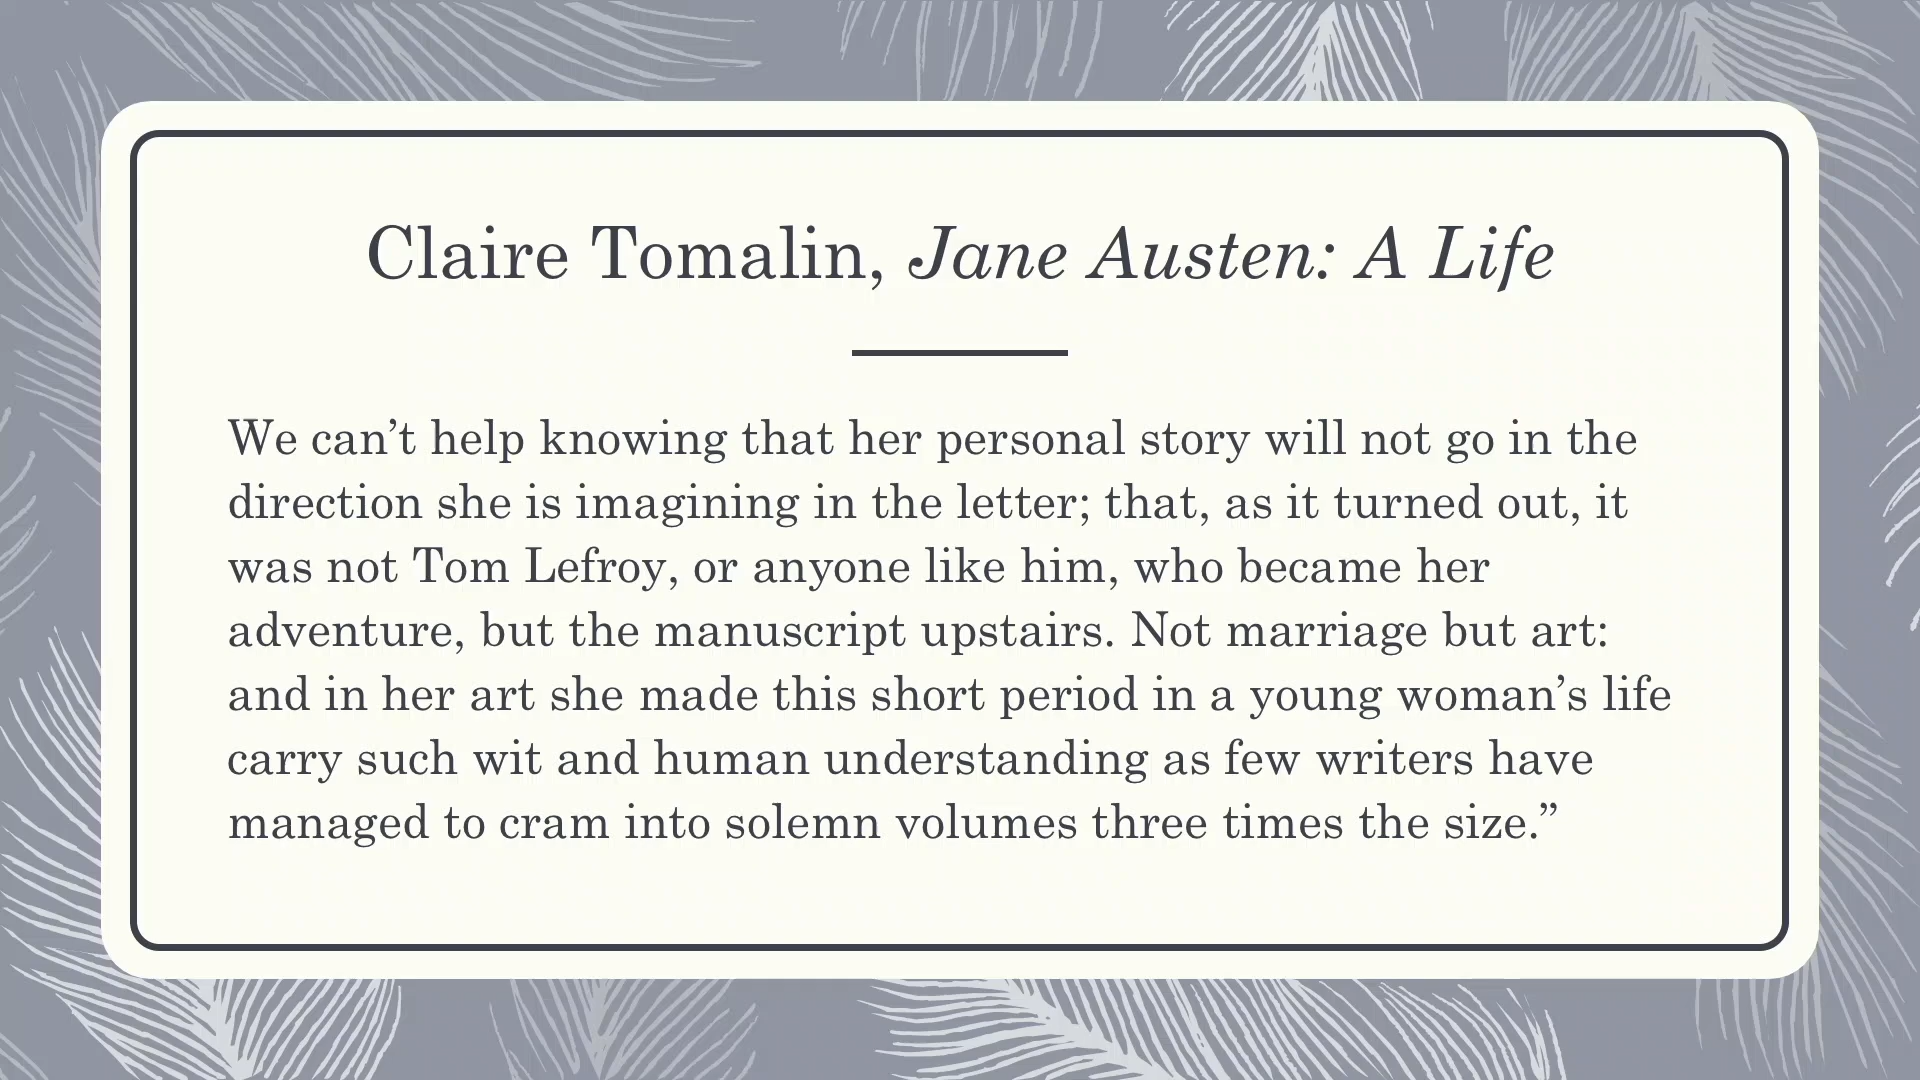 Claire Tomalin, Jane Austen: A Life
We can’t help knowing that her personal story will not go in the
direction she is imagining in the letter; that, as it turned out, it
was not Tom Lefroy, or anyone like him, who became her
adventure, but the manuscript upstairs. Not marriage but art:
and in her art she made this short period in a young woman’s life
carry such wit and human understanding as few writers have
managed to cram into solemn volumes three times the size.”